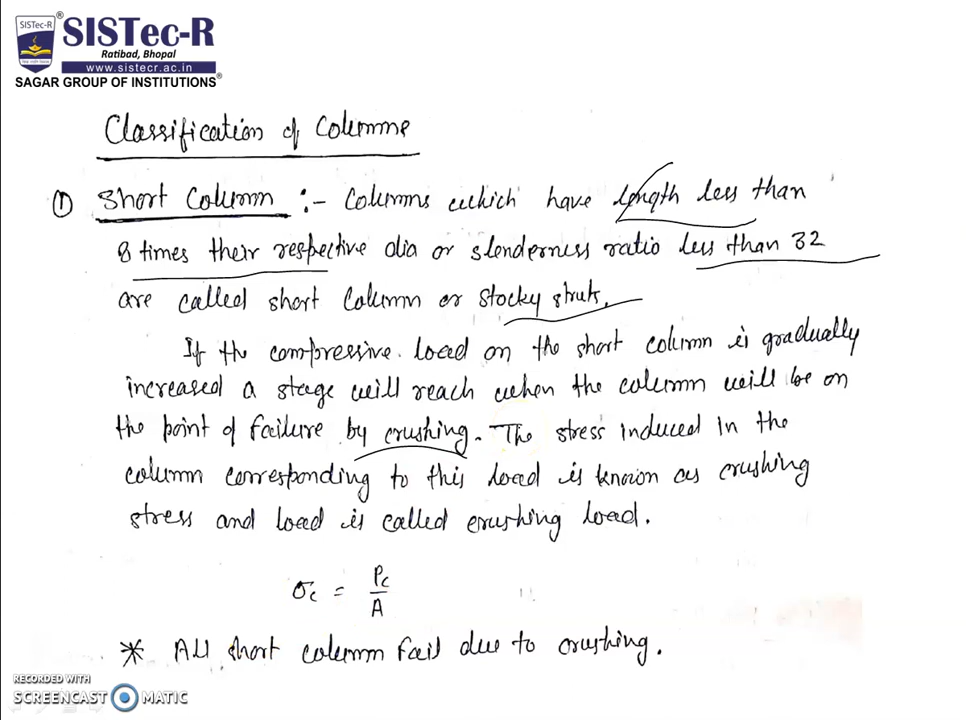 SISTec-R
®
SISTec-R
Ratibad, Bhopal
www.sistecr.ac.in
SAGAR GROUP OF INSTITUTIONS®
Classification of Columns
① Short Column :- Columns which have length less than
8 times their respective dia or slenderness ratio less than 32
are called short Column or stocky struts.
If the compressive load on the short column is gradually
increased a stage will reach when the column will be on
the point of failure by crushing. The stress induced in the
column corresponding to this load is known as crushing
stress and load is called crushing load.
σc = Pc/A
* All short column fail due to crushing.
RECORDED WITH
SCREENCAST MATIC